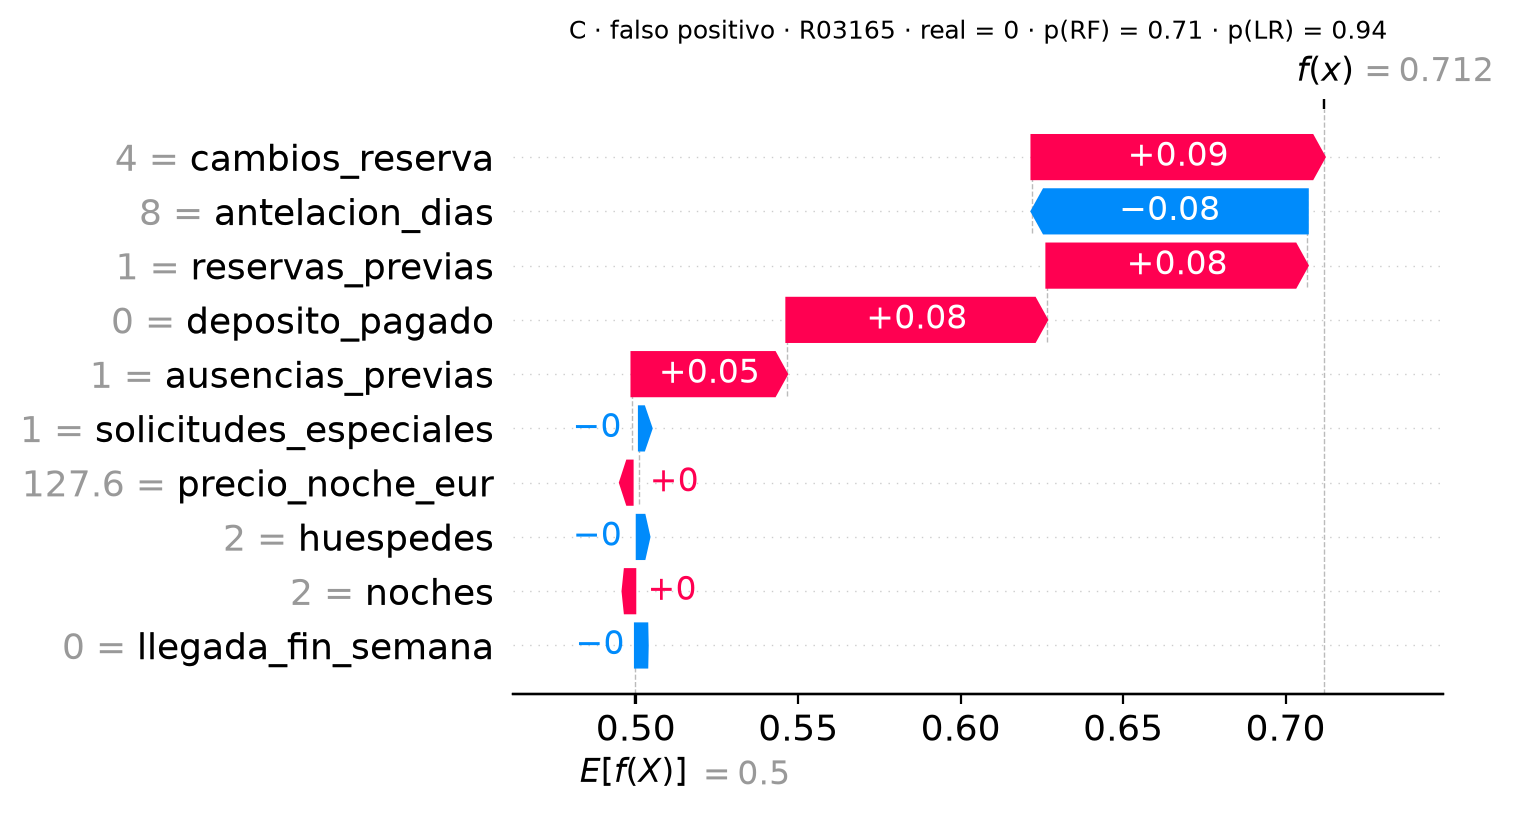 C · falso positivo · R03165 · real = 0 · p(RF) = 0.71 · p(LR) = 0.94
f(x) = 0.712
4 = cambios_reserva +0.09
8 = antelacion_dias −0.08
1 = reservas_previas +0.08
0 = deposito_pagado +0.08
1 = ausencias_previas +0.05
1 = solicitudes_especiales −0
127.6 = precio_noche_eur +0
2 = huespedes −0
2 = noches +0
0 = llegada_fin_semana −0
0.50 0.55 0.60 0.65 0.70
E[f(X)] = 0.5